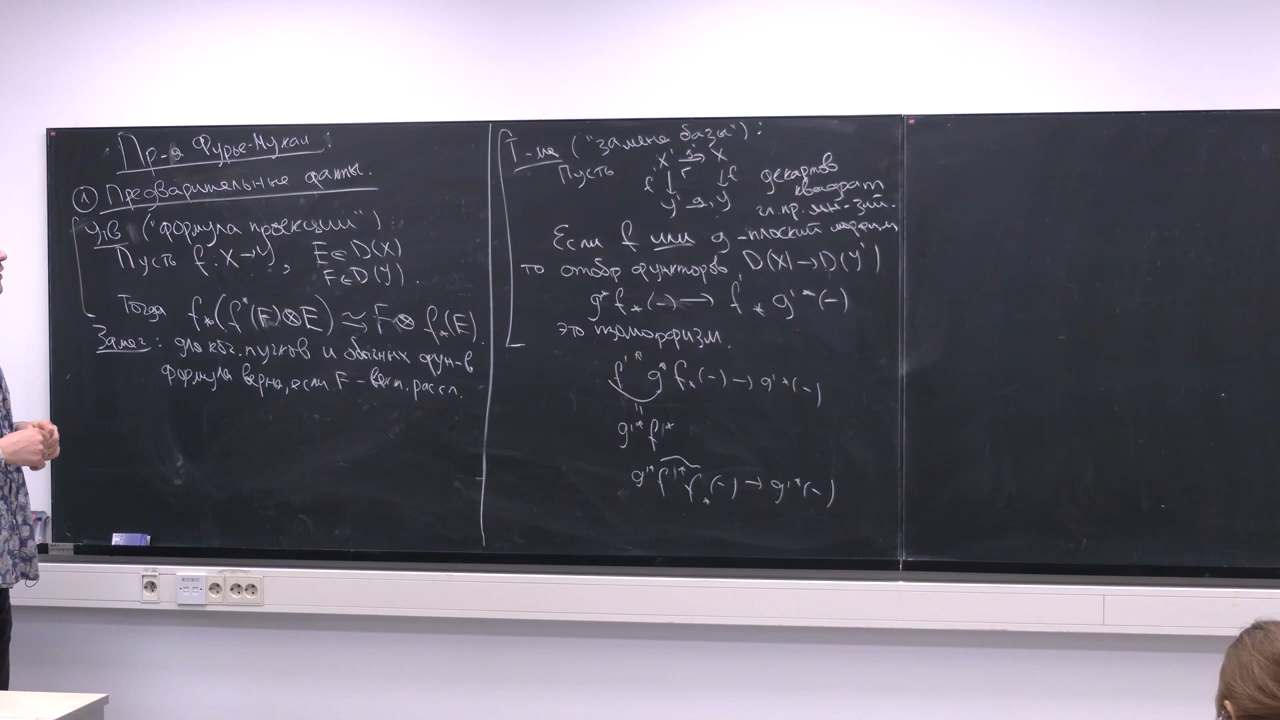 Пр-я Фурье-Мукаи:
① Предварительные факты.
Утв ("формула проекции"):
Пусть f: X→Y, E∈D(X)
F∈D(Y).
Тогда f_*(f^*(F)⊗E) ≃ F⊗f_*(E).
Замеч: для ког. пучков и обычных фун-в
формула верна, если F - вект. рассл.
Т-ма ("замена базы"):
Пусть X' →g' X
f' ↓ г ↓ f
Y' →g Y
декартов
квадрат
гл. пр. мн-зий.
Если f или g - плоский морфизм
то отобр функторов D(X)→D(Y')
g^* f_*(-) → f'_* g'^*(-)
это изоморфизм.
f'^* g^* f_*(-) → g'^*(-)
"
g'^* f^*
g'^* f^* f_*(-) → g'^*(-)